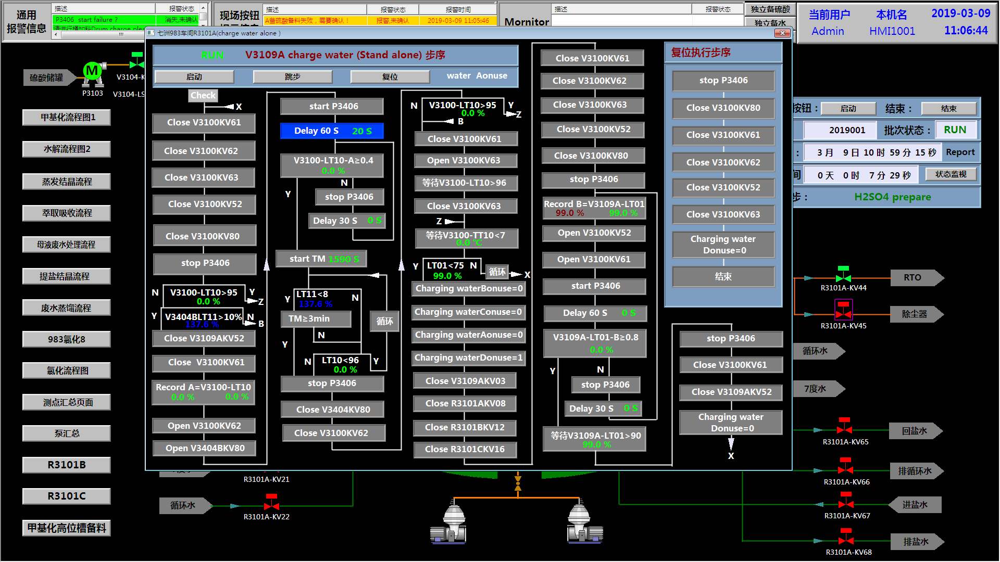 通用
报警信息
描述
报警状态
P3406 start failure ?
消失,未确认
现场按钮
描述
报警状态
报警时间
A釜硫酸备料失败，需要确认！
报警,未确认
2019-03-09 11:05:46
Mornitor
描述
报警状态
独立备硫酸
独立备水
当前用户
本机名
2019-03-09
Admin
HMI1001
11:06:44
硫酸储罐
M
P3103
V3104-K
V3104-LS
甲基化流程图1
水解流程图2
蒸发结晶流程
萃取吸收流程
母液废水处理流程
提盐结晶流程
废水蒸馏流程
983氯化8
氯化流程图
测点汇总页面
泵汇总
R3101B
R3101C
甲基化高位槽备料
七洲983车间R3101A(charge water alone )
RUN
V3109A charge water (Stand alone) 步序
启动
跳步
复位
water Aonuse
Check
X
Close V3100KV61
Close V3100KV62
Close V3100KV63
Close V3100KV52
Close V3100KV80
stop P3406
N
V3100-LT10>95
Y
0.0 %
Z
Y
V3404BLT11>10%
N
137.6 %
B
Close V3109AKV52
Close V3100KV61
Record A=V3100-LT10
0.0 %
0.0 %
Open V3100KV62
Open V3404BKV80
start P3406
Delay 60 S
20 S
V3100-LT10-A≥0.4
0.0 %
N
Y
stop P3406
Delay 30 S
0 S
start TM
1590 S
LT11<8
Y
137.6 %
N
TM≥3min
循环
N
Y
N
LT10<96
Y
0.0 %
stop P3406
Close V3404KV80
Close V3100KV62
N
V3100-LT10>95
Y
0.0 %
Z
B
Close V3100KV61
Open V3100KV63
等待V3100-LT10>96
Close V3100KV63
Z
等待V3100-TT10<7
0.0 ℃
Y
LT01<75
N
99.0 %
循环
X
Charging waterBonuse=0
Charging waterConuse=0
Charging waterAonuse=0
Charging waterDonuse=1
Close V3109AKV03
Close R3101AKV08
Close R3101BKV12
Close R3101CKV16
Close V3100KV61
Close V3100KV62
Close V3100KV63
Close V3100KV52
Close V3100KV80
stop P3406
Record B=V3109A-LT01
99.0 %
99.0 %
Open V3100KV52
Open V3100KV61
start P3406
Delay 60 S
0 S
V3109A-LT01-B≥0.8
0.0 %
Y
N
stop P3406
Delay 30 S
0 S
等待V3109A-LT01>90
99.0 %
复位执行步序
stop P3406
Close V3100KV80
Close V3100KV61
Close V3100KV62
Close V3100KV52
Close V3100KV63
Charging water
Donuse=0
结束
stop P3406
Close V3100KV61
Close V3109AKV52
Charging water
Donuse=0
X
按钮：
启动
结束：
结束
2019001
批次状态：
RUN
：
3 月 9 日 10 时 59 分 15 秒
Report
间
0 天 0 时 7 分 29 秒
状态监视
步：
H2SO4 prepare
R3101A-KV44
RTO
R3101A-KV45
除尘器
循环水
7度水
R3101A-KV65
回盐水
R3101A-KV66
排循环水
R3101A-KV67
进盐水
R3101A-KV68
排盐水
R3101A-KV21
循环水
R3101A-KV22